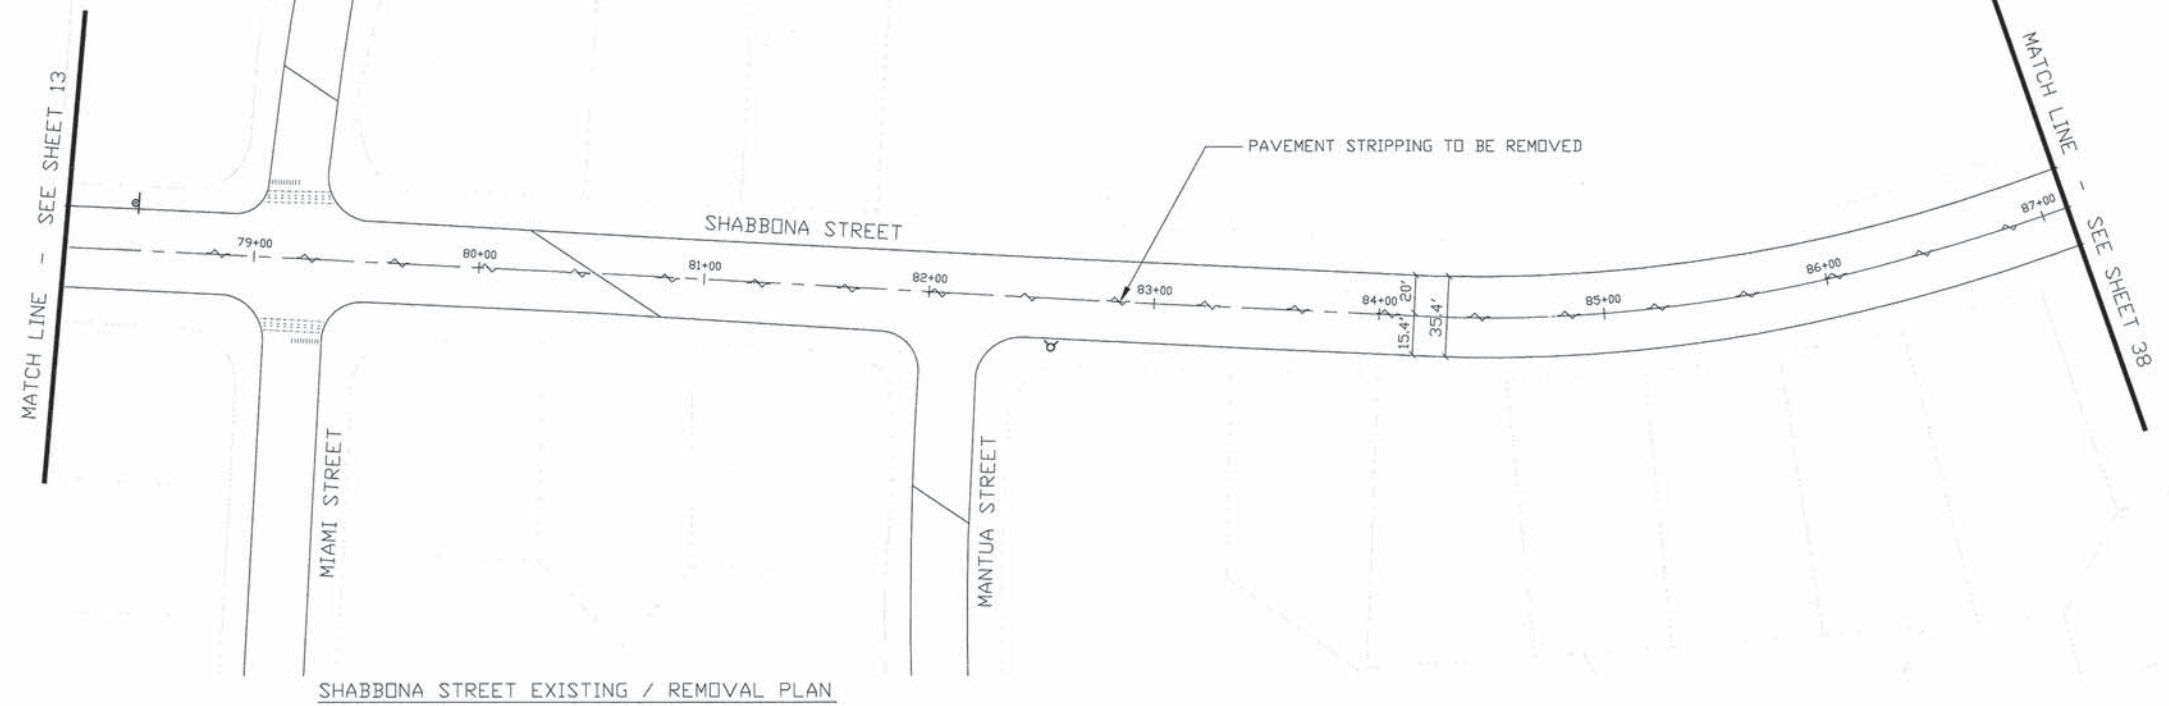 MATCH LINE - SEE SHEET 13
MATCH LINE - SEE SHEET 38
PAVEMENT STRIPPING TO BE REMOVED
SHABBONA STREET
79+00
80+00
81+00
82+00
83+00
84+00
85+00
86+00
87+00
20'
15.4'
35.4'
MIAMI STREET
MANTUA STREET
SHABBONA STREET EXISTING / REMOVAL PLAN